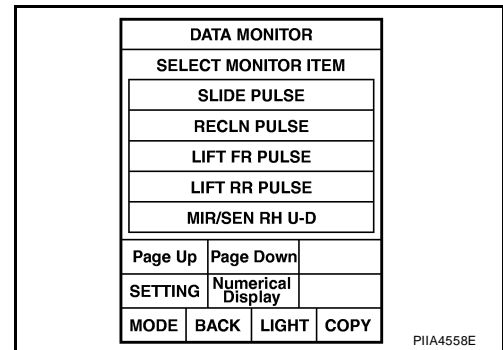 DATA MONITOR
SELECT MONITOR ITEM
SLIDE PULSE
RECLN PULSE
LIFT FR PULSE
LIFT RR PULSE
MIR/SEN RH U-D
Page Up Page Down
SETTING Numerical Display
MODE BACK LIGHT COPY
PIIA4558E